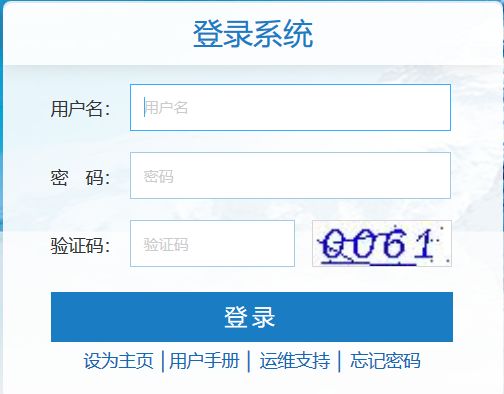 登录系统
用户名: 用户名
密 码: 密码
验证码: 验证码 0061
登录
设为主页 | 用户手册 | 运维支持 | 忘记密码